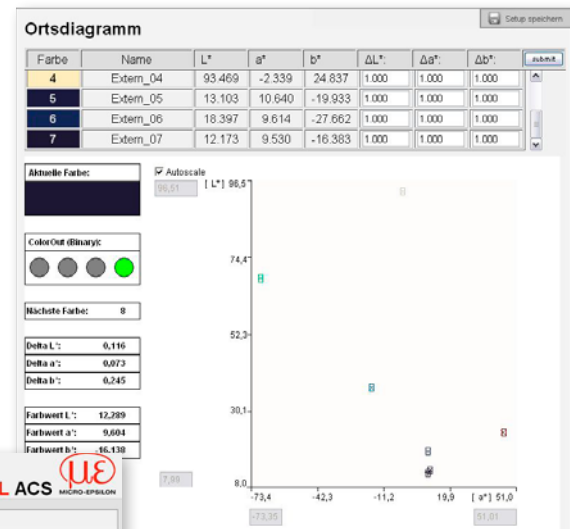 Setup speichern
Ortsdiagramm
Farbe Name L* a* b* ΔL*: Δa*: Δb*: submit
4 Extern_04 93.469 -2.339 24.837 1.000 1.000 1.000
5 Extern_05 13.103 10.640 -19.933 1.000 1.000 1.000
6 Extern_06 18.397 9.614 -27.662 1.000 1.000 1.000
7 Extern_07 12.173 9.530 -16.383 1.000 1.000 1.000
Aktuelle Farbe:
Autoscale
96,51 [ L*] 96,5
74,4
ColorOut (Binary):
Nächste Farbe: 8
52,3
Delta L*: 0,116
Delta a*: 0,073
Delta b*: 0,245
30,1
Farbwert L*: 12,289
Farbwert a*: 9,604
Farbwert b*: -16,138
7,99
8,0
-73,4 -42,3 -11,2 19,9 [ a*] 51,0
-73,35 51,01
L ACS
με
MICRO-EPSILON